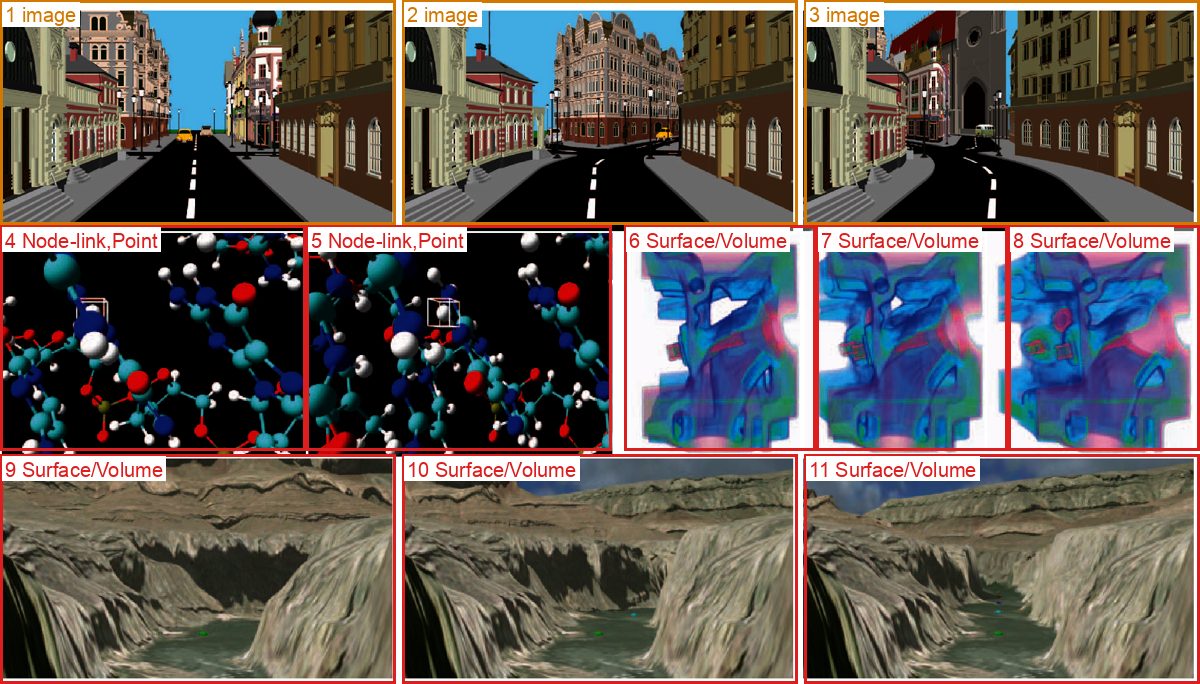 1 image
2 image
3 image
4 Node-link,Point
5 Node-link,Point
6 Surface/Volume
7 Surface/Volume
8 Surface/Volume
9 Surface/Volume
10 Surface/Volume
11 Surface/Volume